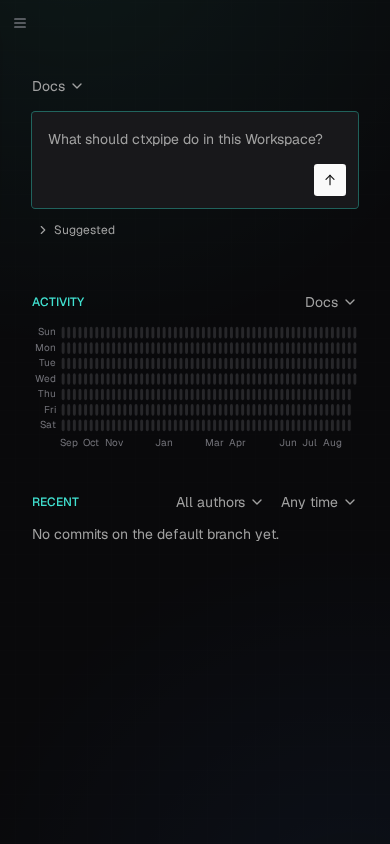 Docs
What should ctxpipe do in this Workspace?
Suggested
ACTIVITY
Docs
Sun
Mon
Tue
Wed
Thu
Fri
Sat
Sep Oct Nov Jan Mar Apr Jun Jul Aug
RECENT
All authors
Any time
No commits on the default branch yet.